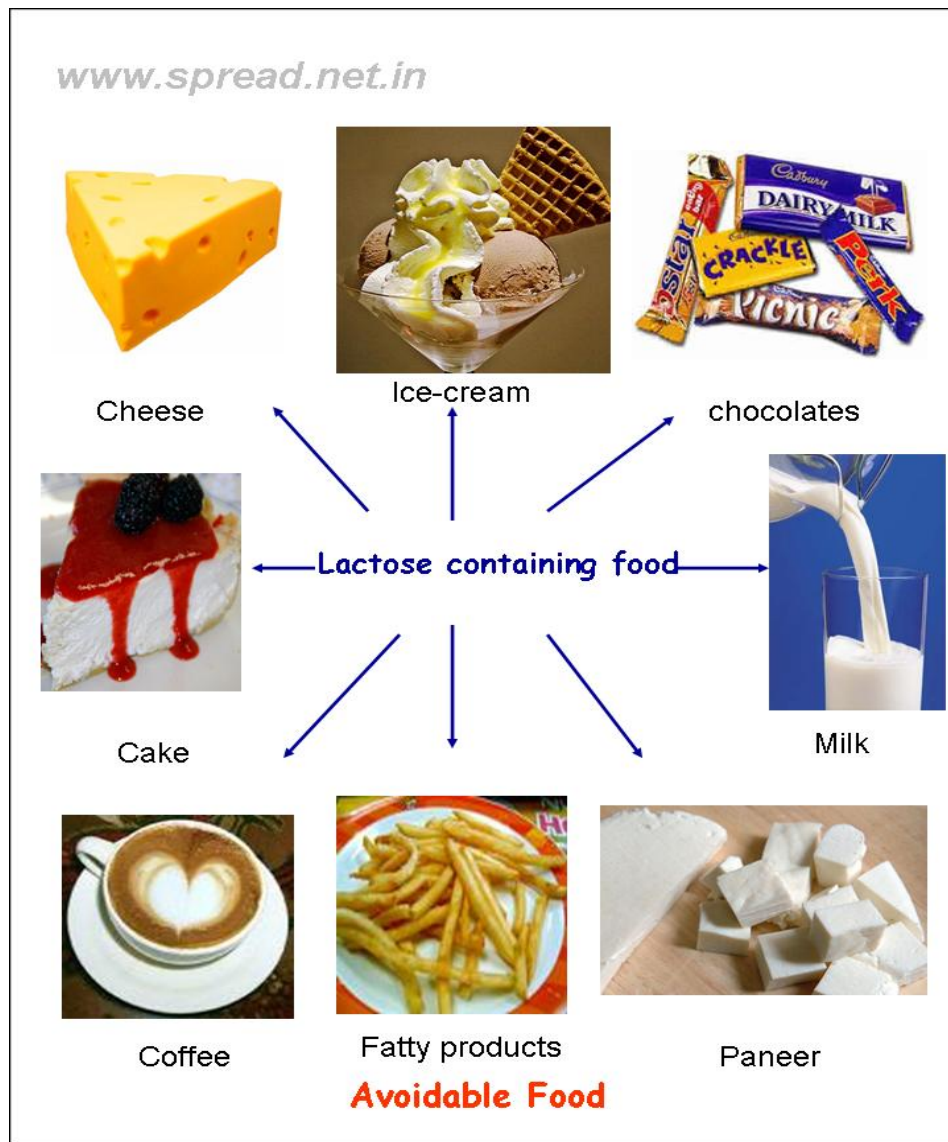 www.spread.net.in
Cadbury
DAIRY MILK
5star
CRACKLE
Perk
Picnic
Cheese
Ice-cream
chocolates
Lactose containing food
Cake
Milk
Coffee
Fatty products
Paneer
Avoidable Food